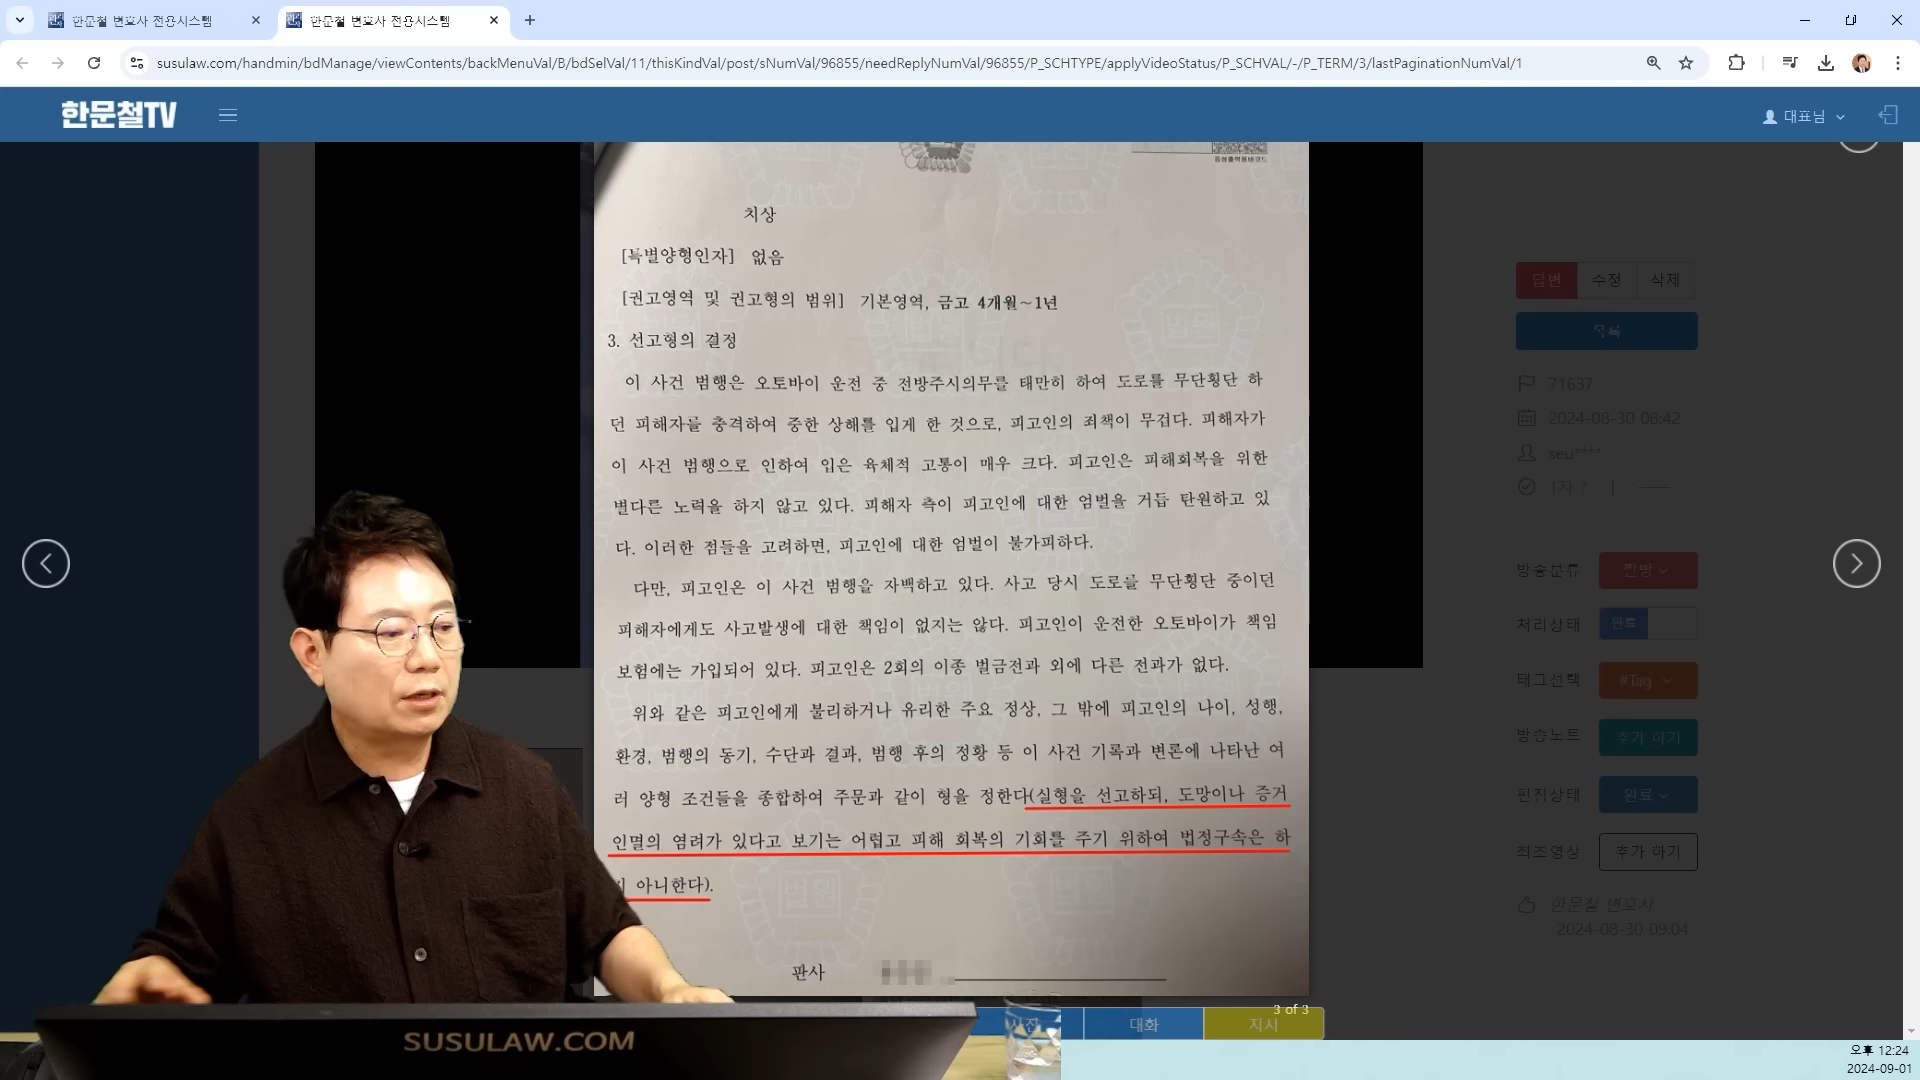 한문철 변호사 전용시스템
한문철 변호사 전용시스템
susulaw.com/handmin/bdManage/viewContents/backMenuVal/B/bdSelVal/11/thisKindVal/post/sNumVal/96855/needReplyNumVal/96855/P_SCHTYPE/applyVideoStatus/P_SCHVAL/-/P_TERM/3/lastPaginationNumVal/1
한문철TV
대표님
치상
[특별양형인자] 없음
[권고영역 및 권고형의 범위] 기본영역, 금고 4개월~1년
3. 선고형의 결정
이 사건 범행은 오토바이 운전 중 전방주시의무를 태만히 하여 도로를 무단횡단 하
던 피해자를 충격하여 중한 상해를 입게 한 것으로, 피고인의 죄책이 무겁다. 피해자가
이 사건 범행으로 인하여 입은 육체적 고통이 매우 크다. 피고인은 피해회복을 위한
별다른 노력을 하지 않고 있다. 피해자 측이 피고인에 대한 엄벌을 거듭 탄원하고 있
다. 이러한 점들을 고려하면, 피고인에 대한 엄벌이 불가피하다.
다만, 피고인은 이 사건 범행을 자백하고 있다. 사고 당시 도로를 무단횡단 중이던
피해자에게도 사고발생에 대한 책임이 없지는 않다. 피고인이 운전한 오토바이가 책임
보험에는 가입되어 있다. 피고인은 2회의 이종 벌금전과 외에 다른 전과가 없다.
위와 같은 피고인에게 불리하거나 유리한 주요 정상, 그 밖에 피고인의 나이, 성행,
환경, 범행의 동기, 수단과 결과, 범행 후의 정황 등 이 사건 기록과 변론에 나타난 여
러 양형 조건들을 종합하여 주문과 같이 형을 정한다(실형을 선고하되, 도망이나 증거
인멸의 염려가 있다고 보기는 어렵고 피해 회복의 기회를 주기 위하여 법정구속은 하
아니한다).
판사
3 of 3
사진 대화 지시
답변 수정 삭제
목록
71637
2024-08-30 08:42
seu****
1차 ?
방송분류 짠방
처리상태 완료
태그선택 #Tag
방송노트 추가 하기
편집상태 완료
최종영상 추가 하기
한문철 변호사
2024-08-30 09:04
SUSULAW.COM
오후 12:24
2024-09-01